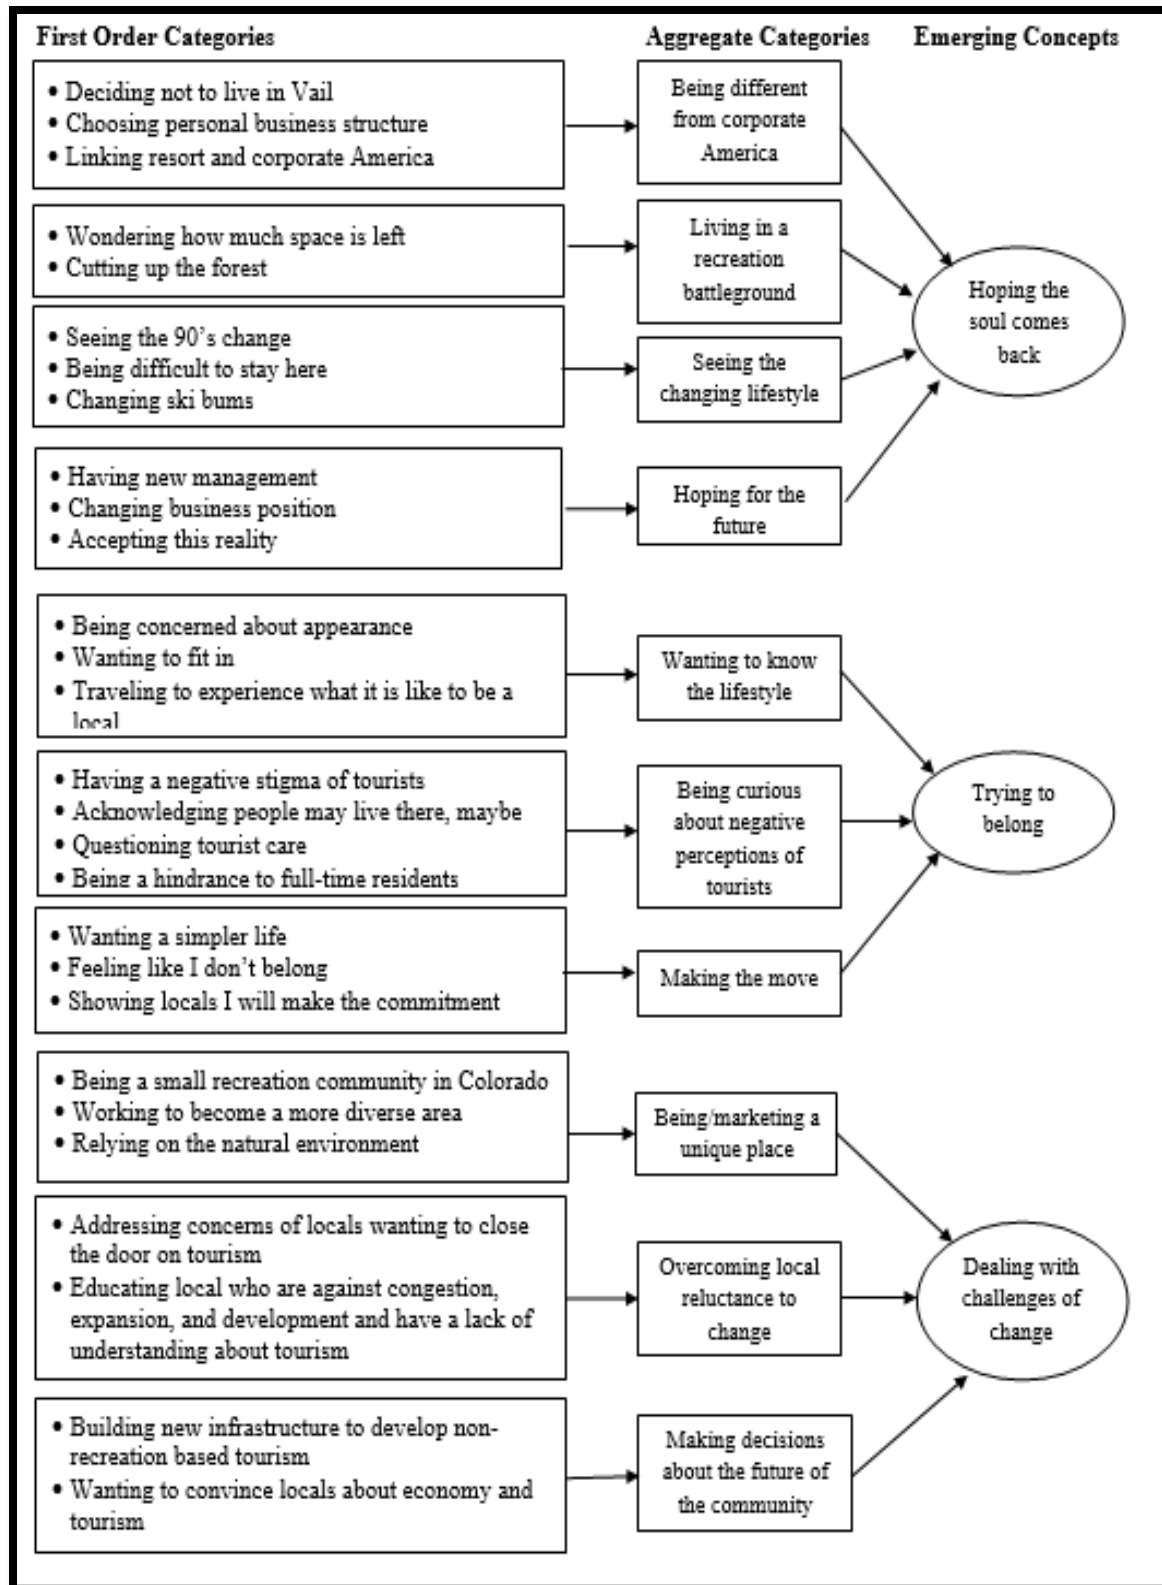 First Order Categories
Aggregate Categories
Emerging Concepts
• Deciding not to live in Vail
• Choosing personal business structure
• Linking resort and corporate America
Being different
from corporate
America
• Wondering how much space is left
• Cutting up the forest
Living in a
recreation
battleground
• Seeing the 90's change
• Being difficult to stay here
• Changing ski bums
Seeing the
changing lifestyle
• Having new management
• Changing business position
• Accepting this reality
Hoping for the
future
Hoping the
soul comes
back
• Being concerned about appearance
• Wanting to fit in
• Traveling to experience what it is like to be a
local
Wanting to know
the lifestyle
• Having a negative stigma of tourists
• Acknowledging people may live there, maybe
• Questioning tourist care
• Being a hindrance to full-time residents
Being curious
about negative
perceptions of
tourists
• Wanting a simpler life
• Feeling like I don't belong
• Showing locals I will make the commitment
Making the move
Trying to
belong
• Being a small recreation community in Colorado
• Working to become a more diverse area
• Relying on the natural environment
Being/marketing a
unique place
• Addressing concerns of locals wanting to close
the door on tourism
• Educating local who are against congestion,
expansion, and development and have a lack of
understanding about tourism
Overcoming local
reluctance to
change
• Building new infrastructure to develop non-
recreation based tourism
• Wanting to convince locals about economy and
tourism
Making decisions
about the future of
the community
Dealing with
challenges of
change